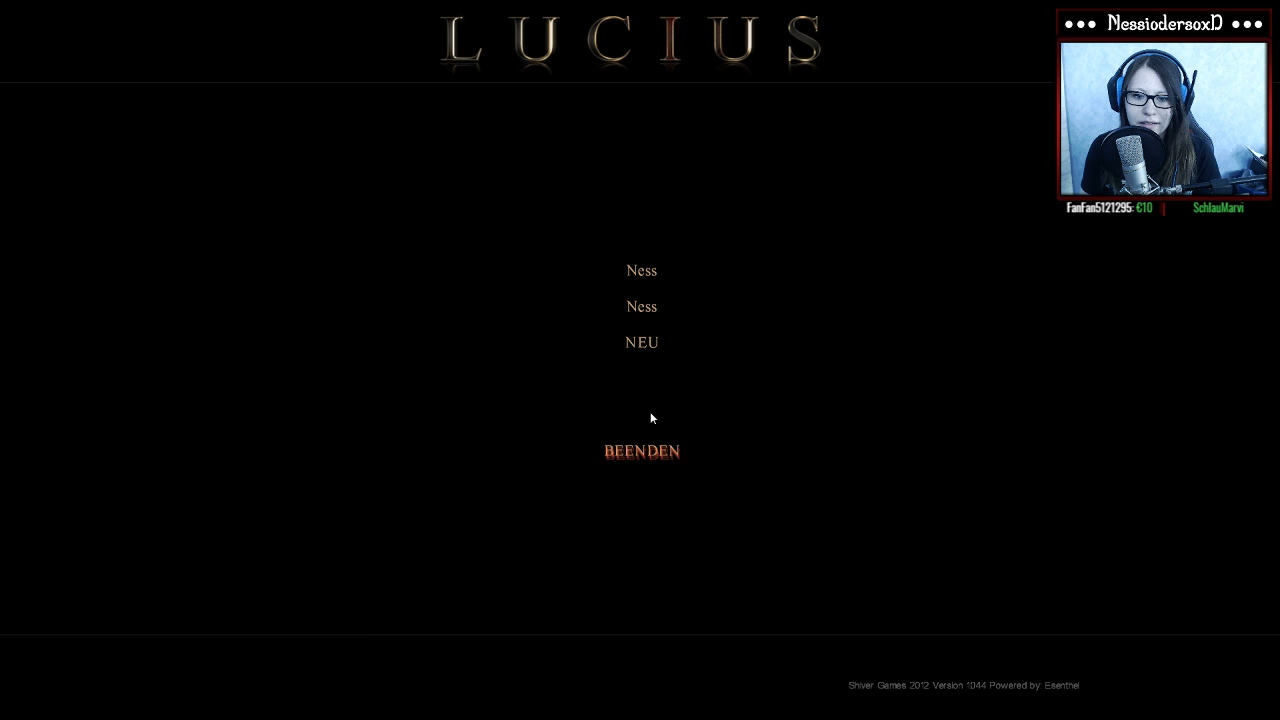 LUCIUS
••• NessiodersoxD •••
FanFan5121295: €10 | SchlauMarvi
Ness
Ness
NEU
BEENDEN
Shiver Games 2012 Version 1044 Powered by: Esenthel